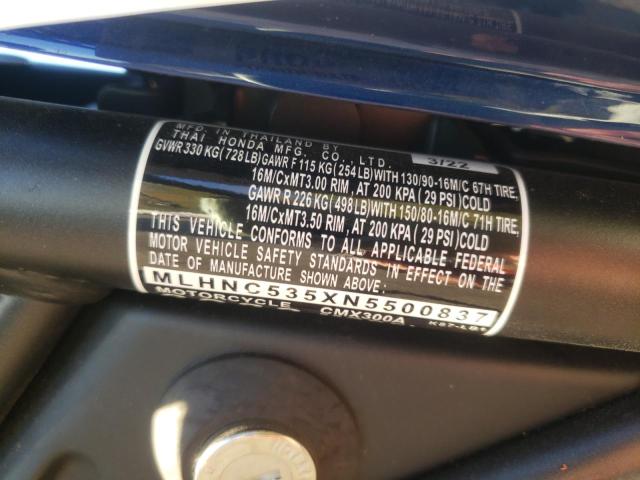 MFD. IN THAILAND BY
THAI HONDA MFG. CO., LTD. 3/22
GVWR 330 KG(728 LB)GAWR F 115 KG(254 LB)WITH 130/90-16M/C 67H TIRE,
16M/CxMT3.00 RIM, AT 200 KPA (29 PSI)COLD
GAWR R 226 KG(498 LB)WITH 150/80-16M/C 71H TIRE,
16M/CxMT3.50 RIM, AT 200 KPA (29 PSI)COLD
THIS VEHICLE CONFORMS TO ALL APPLICABLE FEDERAL
MOTOR VEHICLE SAFETY STANDARDS IN EFFECT ON THE
DATE OF MANUFACTURE SHOWN ABOVE.
MLHNC535XN5500837
MOTORCYCLE CMX300A